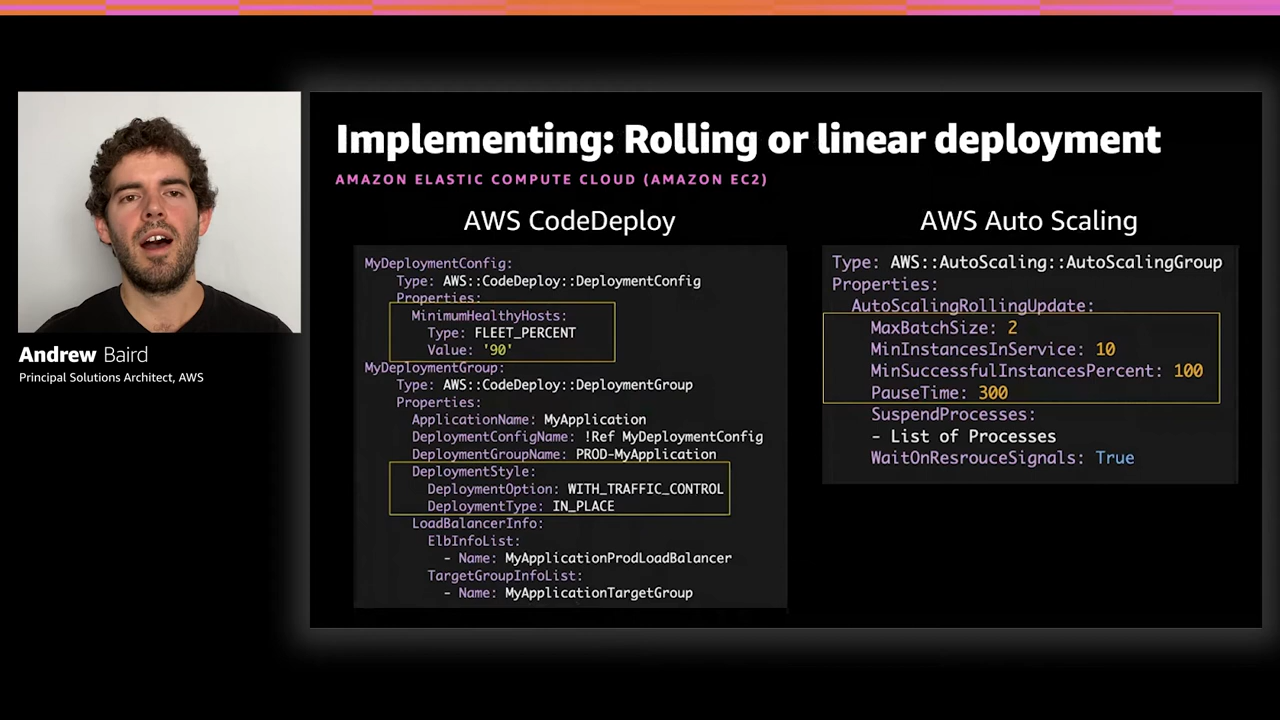 Andrew Baird
Principal Solutions Architect, AWS
Implementing: Rolling or linear deployment
AMAZON ELASTIC COMPUTE CLOUD (AMAZON EC2)
AWS CodeDeploy
MyDeploymentConfig:
Type: AWS::CodeDeploy::DeploymentConfig
Properties:
MinimumHealthyHosts:
Type: FLEET_PERCENT
Value: '90'
MyDeploymentGroup:
Type: AWS::CodeDeploy::DeploymentGroup
Properties:
ApplicationName: MyApplication
DeploymentConfigName: !Ref MyDeploymentConfig
DeploymentGroupName: PROD-MyApplication
DeploymentStyle:
DeploymentOption: WITH_TRAFFIC_CONTROL
DeploymentType: IN_PLACE
LoadBalancerInfo:
ElbInfoList:
- Name: MyApplicationProdLoadBalancer
TargetGroupInfoList:
- Name: MyApplicationTargetGroup
AWS Auto Scaling
Type: AWS::AutoScaling::AutoScalingGroup
Properties:
AutoScalingRollingUpdate:
MaxBatchSize: 2
MinInstancesInService: 10
MinSuccessfulInstancesPercent: 100
PauseTime: 300
SuspendProcesses:
- List of Processes
WaitOnResrouceSignals: True